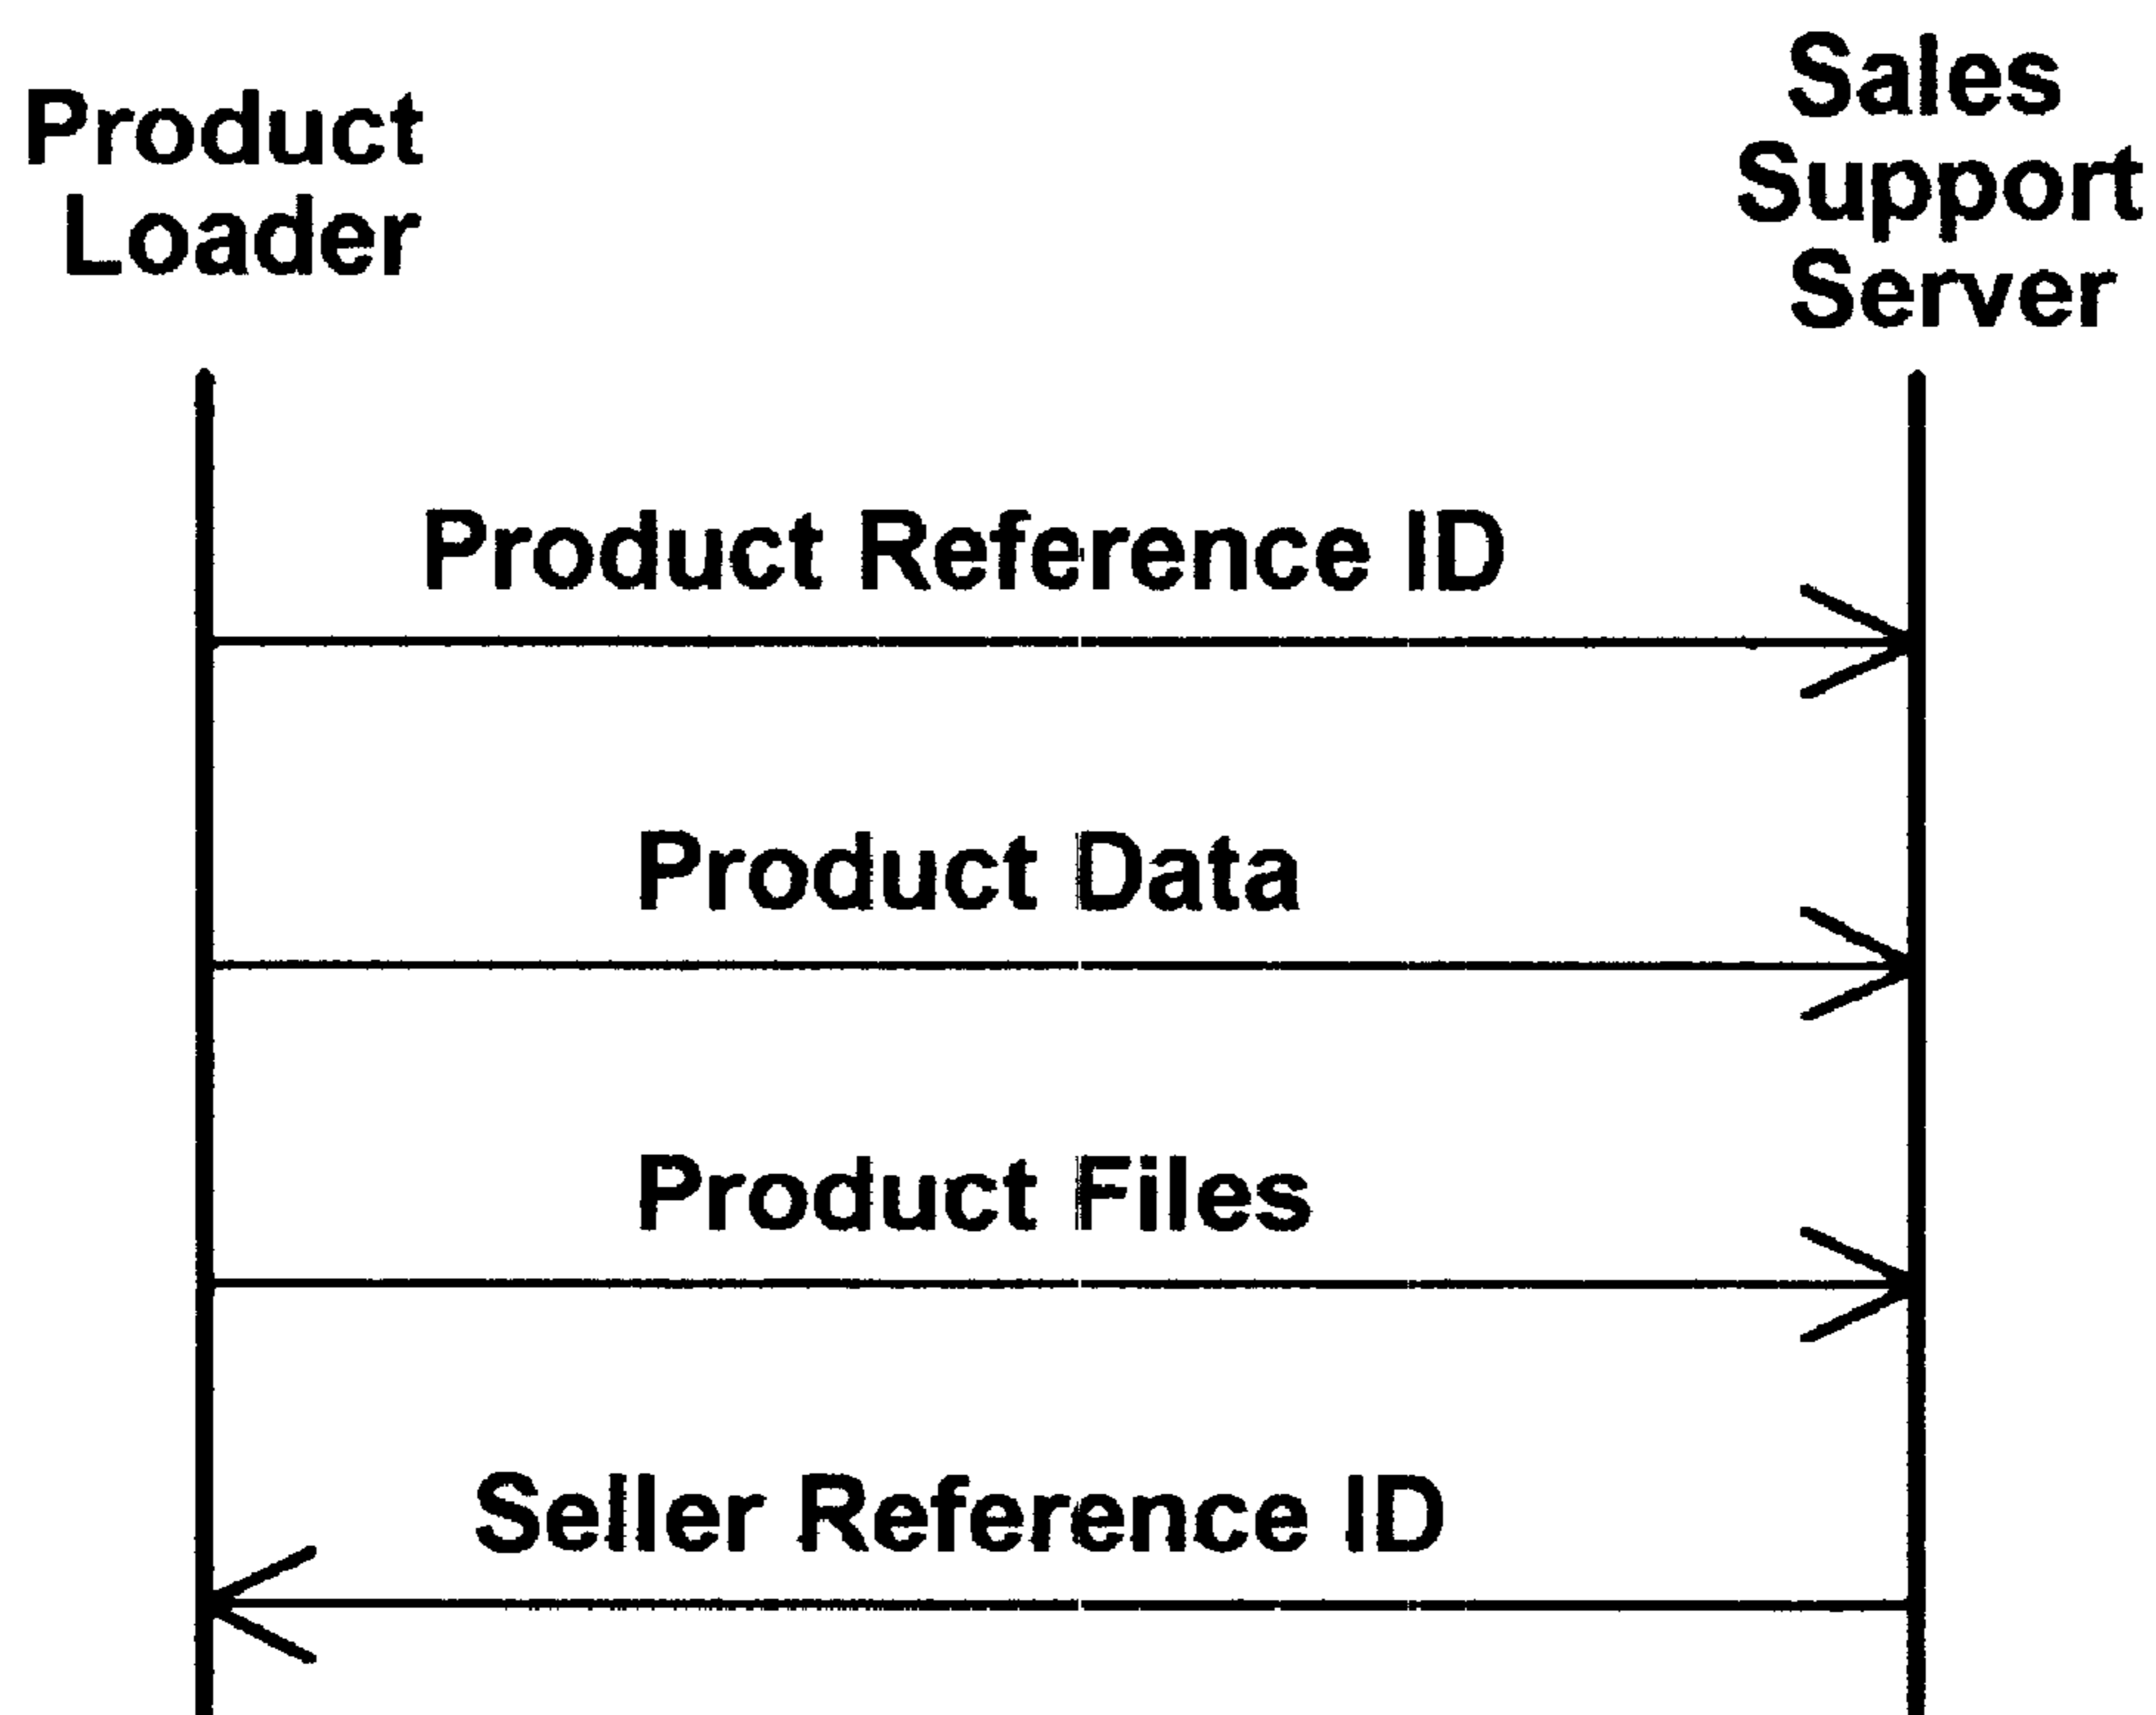 Product
Loader
Sales
Support
Server
Product Reference ID
Product Data
Product Files
Seller Reference ID